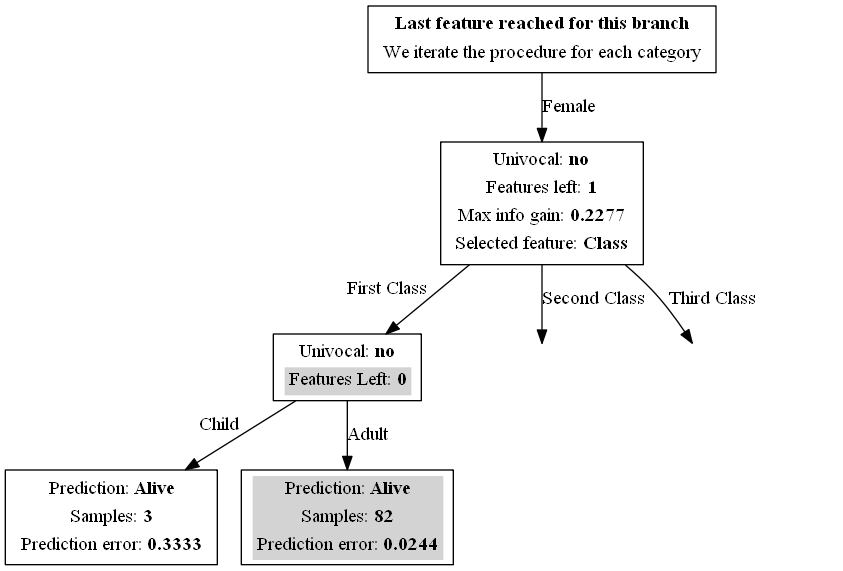 Last feature reached for this branch
We iterate the procedure for each category
Female
Univocal: no
Features left: 1
Max info gain: 0.2277
Selected feature: Class
First Class
Second Class
Third Class
Univocal: no
Features Left: 0
Child
Adult
Prediction: Alive
Samples: 3
Prediction error: 0.3333
Prediction: Alive
Samples: 82
Prediction error: 0.0244